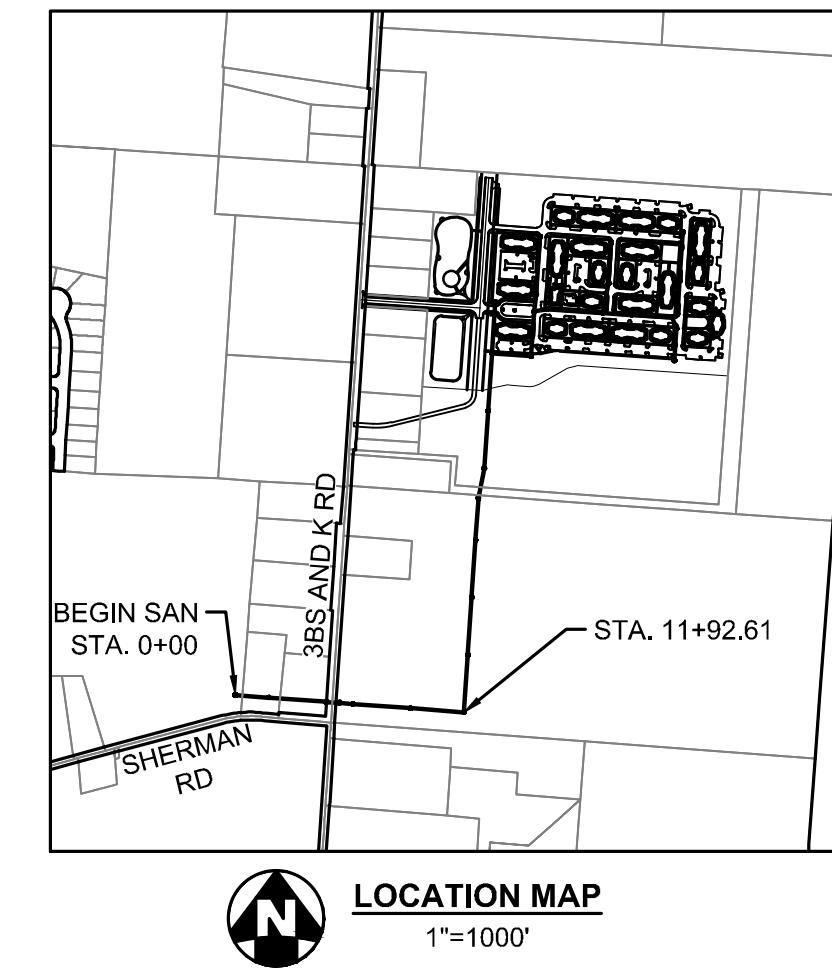 3BS AND K RD
BEGIN SAN
STA. 0+00
STA. 11+92.61
SHERMAN
RD
N
LOCATION MAP
1"=1000'